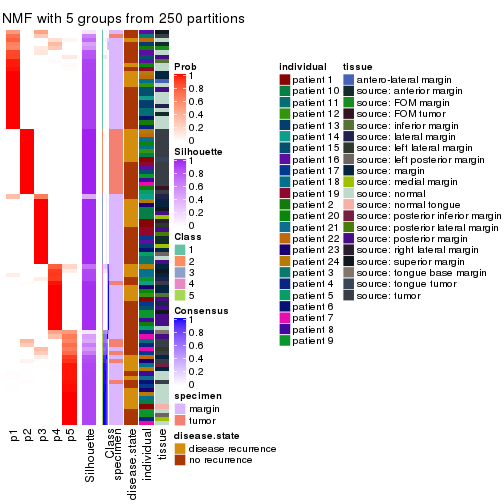 NMF with 5 groups from 250 partitions
Prob
1
0.8
0.6
0.4
0.2
0
Silhouette
1
0.8
0.6
0.4
0.2
0
Class
1
2
3
4
5
Consensus
1
0.8
0.6
0.4
0.2
0
specimen
margin
tumor
disease.state
disease recurrence
no recurrence
p1
p2
p3
p4
p5
Silhouette
Class
specimen
disease.state
individual
tissue
individual
patient 1
patient 10
patient 11
patient 12
patient 13
patient 14
patient 15
patient 16
patient 17
patient 18
patient 19
patient 2
patient 20
patient 21
patient 22
patient 23
patient 24
patient 3
patient 4
patient 5
patient 6
patient 7
patient 8
patient 9
tissue
antero-lateral margin
source: anterior margin
source: FOM margin
source: FOM tumor
source: inferior margin
source: lateral margin
source: left lateral margin
source: left posterior margin
source: margin
source: medial margin
source: normal
source: normal tongue
source: posterior inferior margin
source: posterior lateral margin
source: posterior margin
source: right lateral margin
source: superior margin
source: tongue base margin
source: tongue tumor
source: tumor